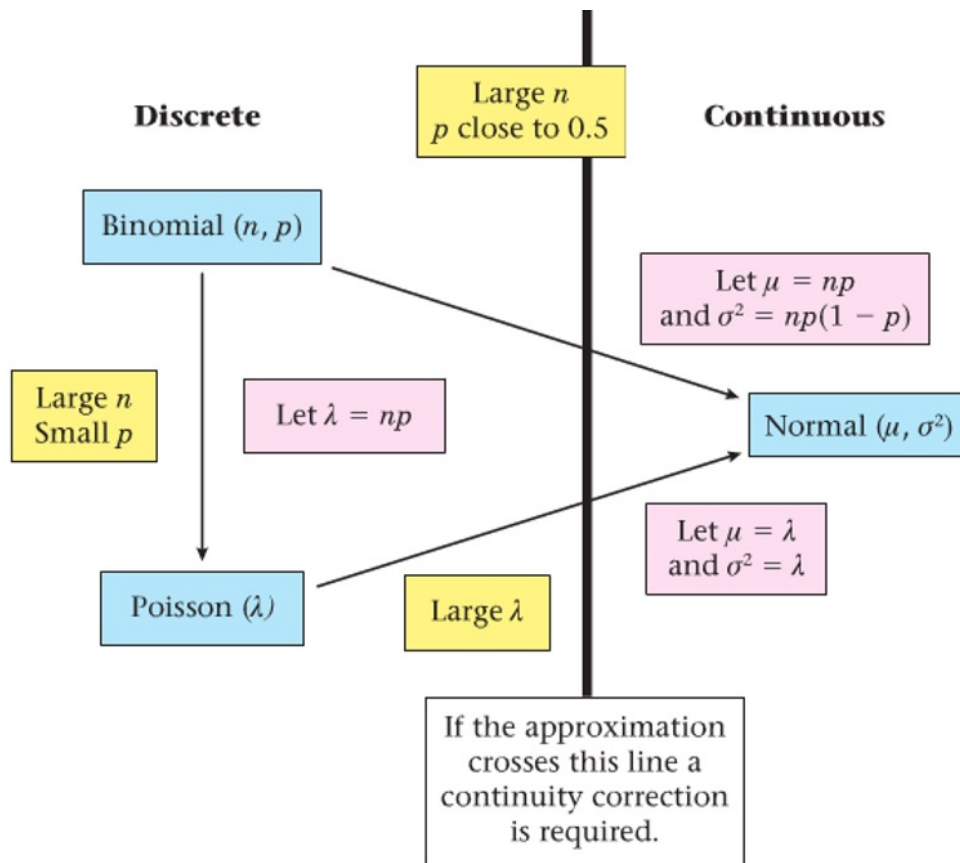 Discrete
Large n
p close to 0.5
Continuous
Binomial (n, p)
Let μ = np
and σ² = np(1 − p)
Large n
Small p
Let λ = np
Normal (μ, σ²)
Let μ = λ
and σ² = λ
Poisson (λ)
Large λ
If the approximation
crosses this line a
continuity correction
is required.